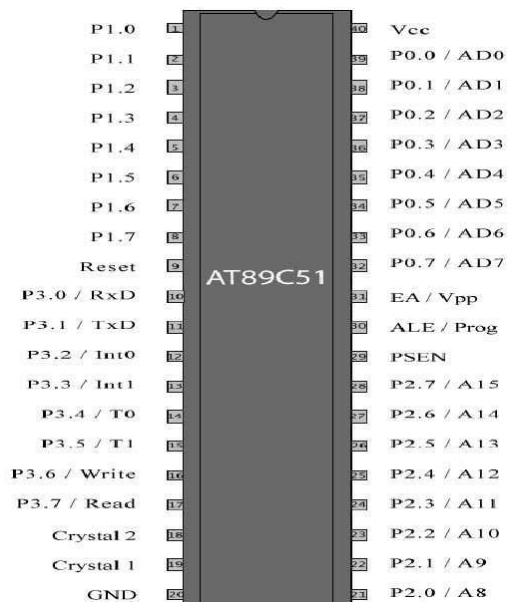 P1.0 1 40 Vcc
P1.1 2 39 P0.0 / AD0
P1.2 3 38 P0.1 / AD1
P1.3 4 37 P0.2 / AD2
P1.4 5 36 P0.3 / AD3
P1.5 6 35 P0.4 / AD4
P1.6 7 34 P0.5 / AD5
P1.7 8 33 P0.6 / AD6
Reset 9 32 P0.7 / AD7
AT89C51
P3.0 / RxD 10 31 EA / Vpp
P3.1 / TxD 11 30 ALE / Prog
P3.2 / Int0 12 29 PSEN
P3.3 / Int1 13 28 P2.7 / A15
P3.4 / T0 14 27 P2.6 / A14
P3.5 / T1 15 26 P2.5 / A13
P3.6 / Write 16 25 P2.4 / A12
P3.7 / Read 17 24 P2.3 / A11
Crystal 2 18 23 P2.2 / A10
Crystal 1 19 22 P2.1 / A9
GND 20 21 P2.0 / A8